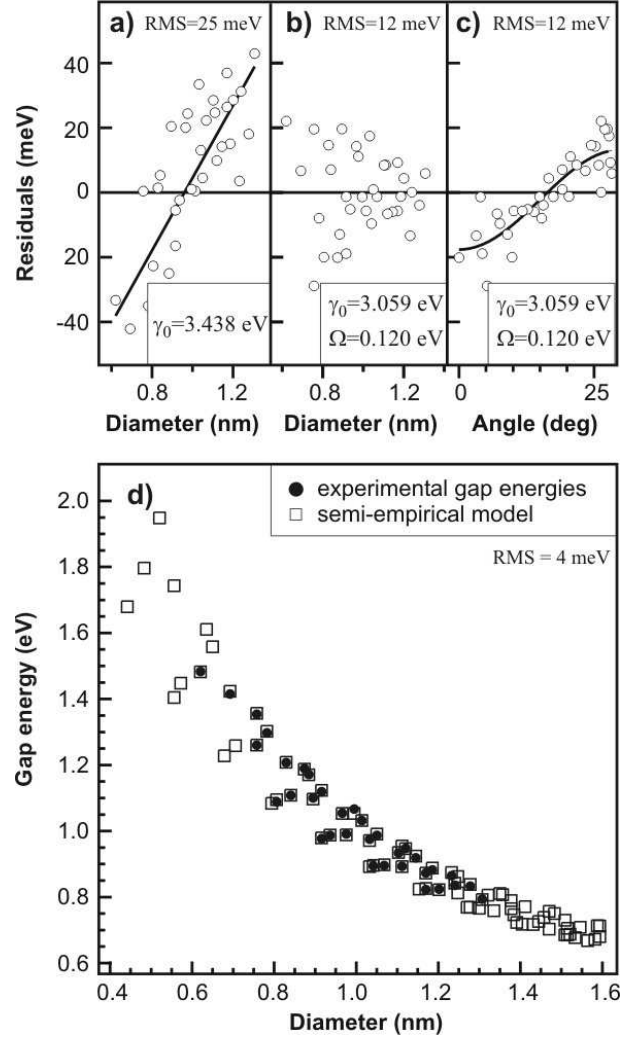 a) RMS=25 meV
b) RMS=12 meV
c) RMS=12 meV
40
20
0
20
-40
Residuals (meV)
γ0=3.438 eV
γ0=3.059 eV
Ω=0.120 eV
γ0=3.059 eV
Ω=0.120 eV
0.8 1.2
0.8 1.2
0 25
Diameter (nm)
Diameter (nm)
Angle (deg)
d)
experimental gap energies
semi-empirical model
RMS = 4 meV
2.0
1.8
1.6
1.4
1.2
1.0
0.8
0.6
Gap energy (eV)
0.4 0.6 0.8 1.0 1.2 1.4 1.6
Diameter (nm)